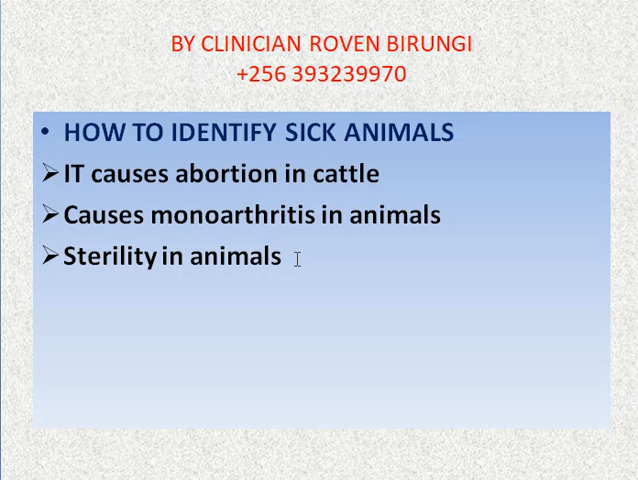 BY CLINICIAN ROVEN BIRUNGI
+256 393239970
• HOW TO IDENTIFY SICK ANIMALS
➢ IT causes abortion in cattle
➢ Causes monoarthritis in animals
➢ Sterility in animals